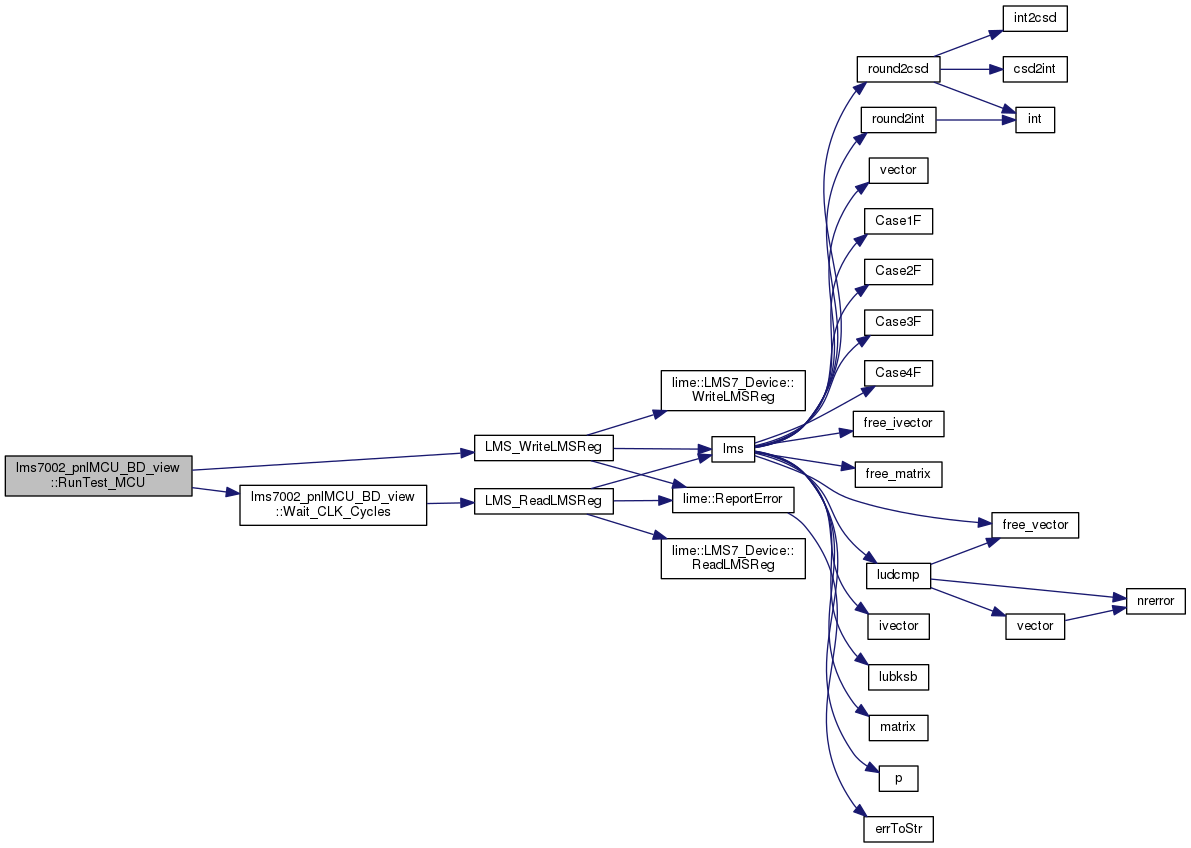 int2csd
round2csd
csd2int
round2int
int
vector
Case1F
Case2F
Case3F
Case4F
lime::LMS7_Device::
WriteLMSReg
free_ivector
LMS_WriteLMSReg
lms
lms7002_pnlMCU_BD_view
::RunTest_MCU
free_matrix
lms7002_pnlMCU_BD_view
::Wait_CLK_Cycles
LMS_ReadLMSReg
lime::ReportError
free_vector
lime::LMS7_Device::
ReadLMSReg
ludcmp
nrerror
ivector
vector
lubksb
matrix
p
errToStr